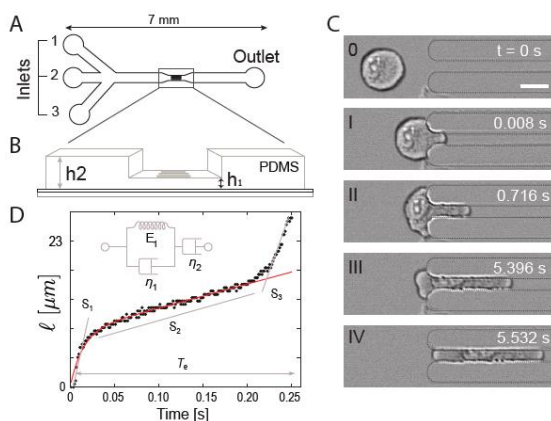 A
7 mm
1
2
3
Inlets
Outlet
B
h2
h₁
PDMS
C
0
t = 0 s
I
0.008 s
II
0.716 s
III
5.396 s
IV
5.532 s
D
ℓ [μm]
23
0
E₁
η₁
η₂
S₁
S₂
S₃
Tₑ
0 0.05 0.10 0.15 0.20 0.25
Time [s]